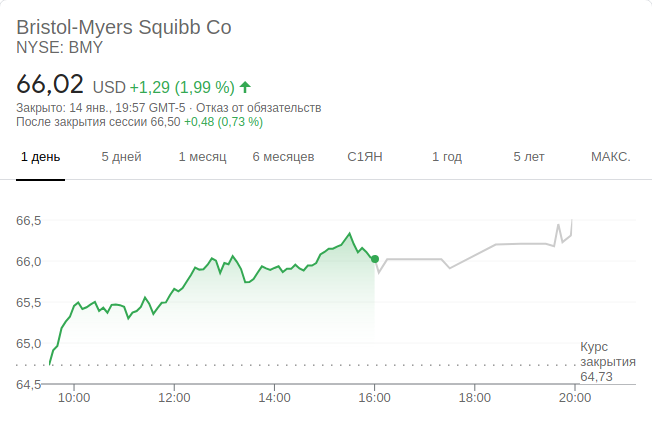 Bristol-Myers Squibb Co
NYSE: BMY
66,02 USD +1,29 (1,99 %)
Закрыто: 14 янв., 19:57 GMT-5 · Отказ от обязательств
После закрытия сессии 66,50 +0,48 (0,73 %)
1 день 5 дней 1 месяц 6 месяцев С1ЯН 1 год 5 лет МАКС.
66,5
66,0
65,5
65,0
64,5
Курс
закрытия
64,73
10:00 12:00 14:00 16:00 18:00 20:00